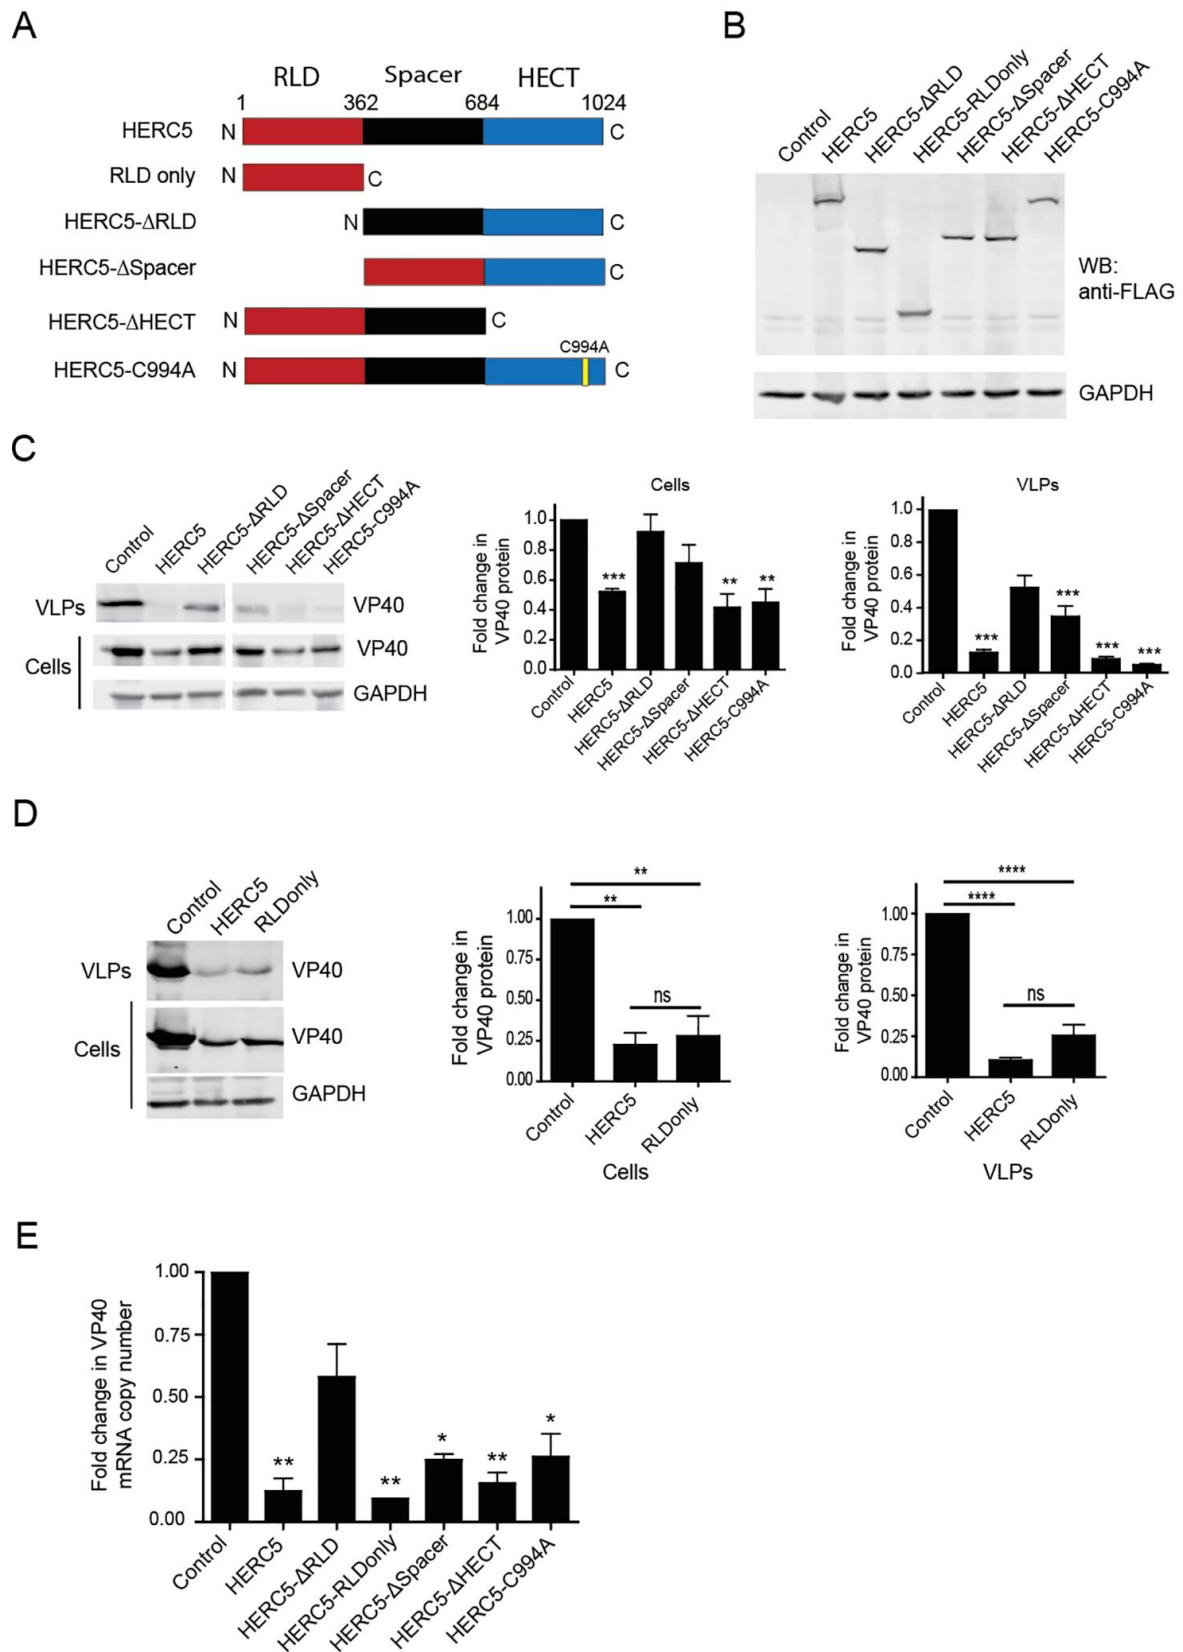 A
RLD Spacer HECT
1 362 684 1024
HERC5 N C
RLD only N C
HERC5-ΔRLD N C
HERC5-ΔSpacer C
HERC5-ΔHECT N C
C994A
HERC5-C994A N C
B
Control
HERC5
HERC5-ΔRLD
HERC5-RLDonly
HERC5-ΔSpacer
HERC5-ΔHECT
HERC5-C994A
WB:
anti-FLAG
GAPDH
C
Control
HERC5
HERC5-ΔRLD
HERC5-ΔSpacer
HERC5-ΔHECT
HERC5-C994A
VLPs VP40
Cells VP40
GAPDH
Cells
Fold change in
VP40 protein
1.0
0.8
0.6
0.4
0.2
0.0
*** ** **
Control
HERC5
HERC5-ΔRLD
HERC5-ΔSpacer
HERC5-ΔHECT
HERC5-C994A
VLPs
Fold change in
VP40 protein
1.0
0.8
0.6
0.4
0.2
0.0
*** *** *** ***
Control
HERC5
HERC5-ΔRLD
HERC5-ΔSpacer
HERC5-ΔHECT
HERC5-C994A
D
Control
HERC5
RLDonly
VLPs VP40
Cells VP40
GAPDH
Fold change in
VP40 protein
1.00
0.75
0.50
0.25
0.00
**
**
ns
Control
HERC5
RLDonly
Cells
Fold change in
VP40 protein
1.00
0.75
0.50
0.25
0.00
****
****
ns
Control
HERC5
RLDonly
VLPs
E
Fold change in VP40
mRNA copy number
1.00
0.75
0.50
0.25
0.00
** ** * ** *
Control
HERC5
HERC5-ΔRLD
HERC5-RLDonly
HERC5-ΔSpacer
HERC5-ΔHECT
HERC5-C994A